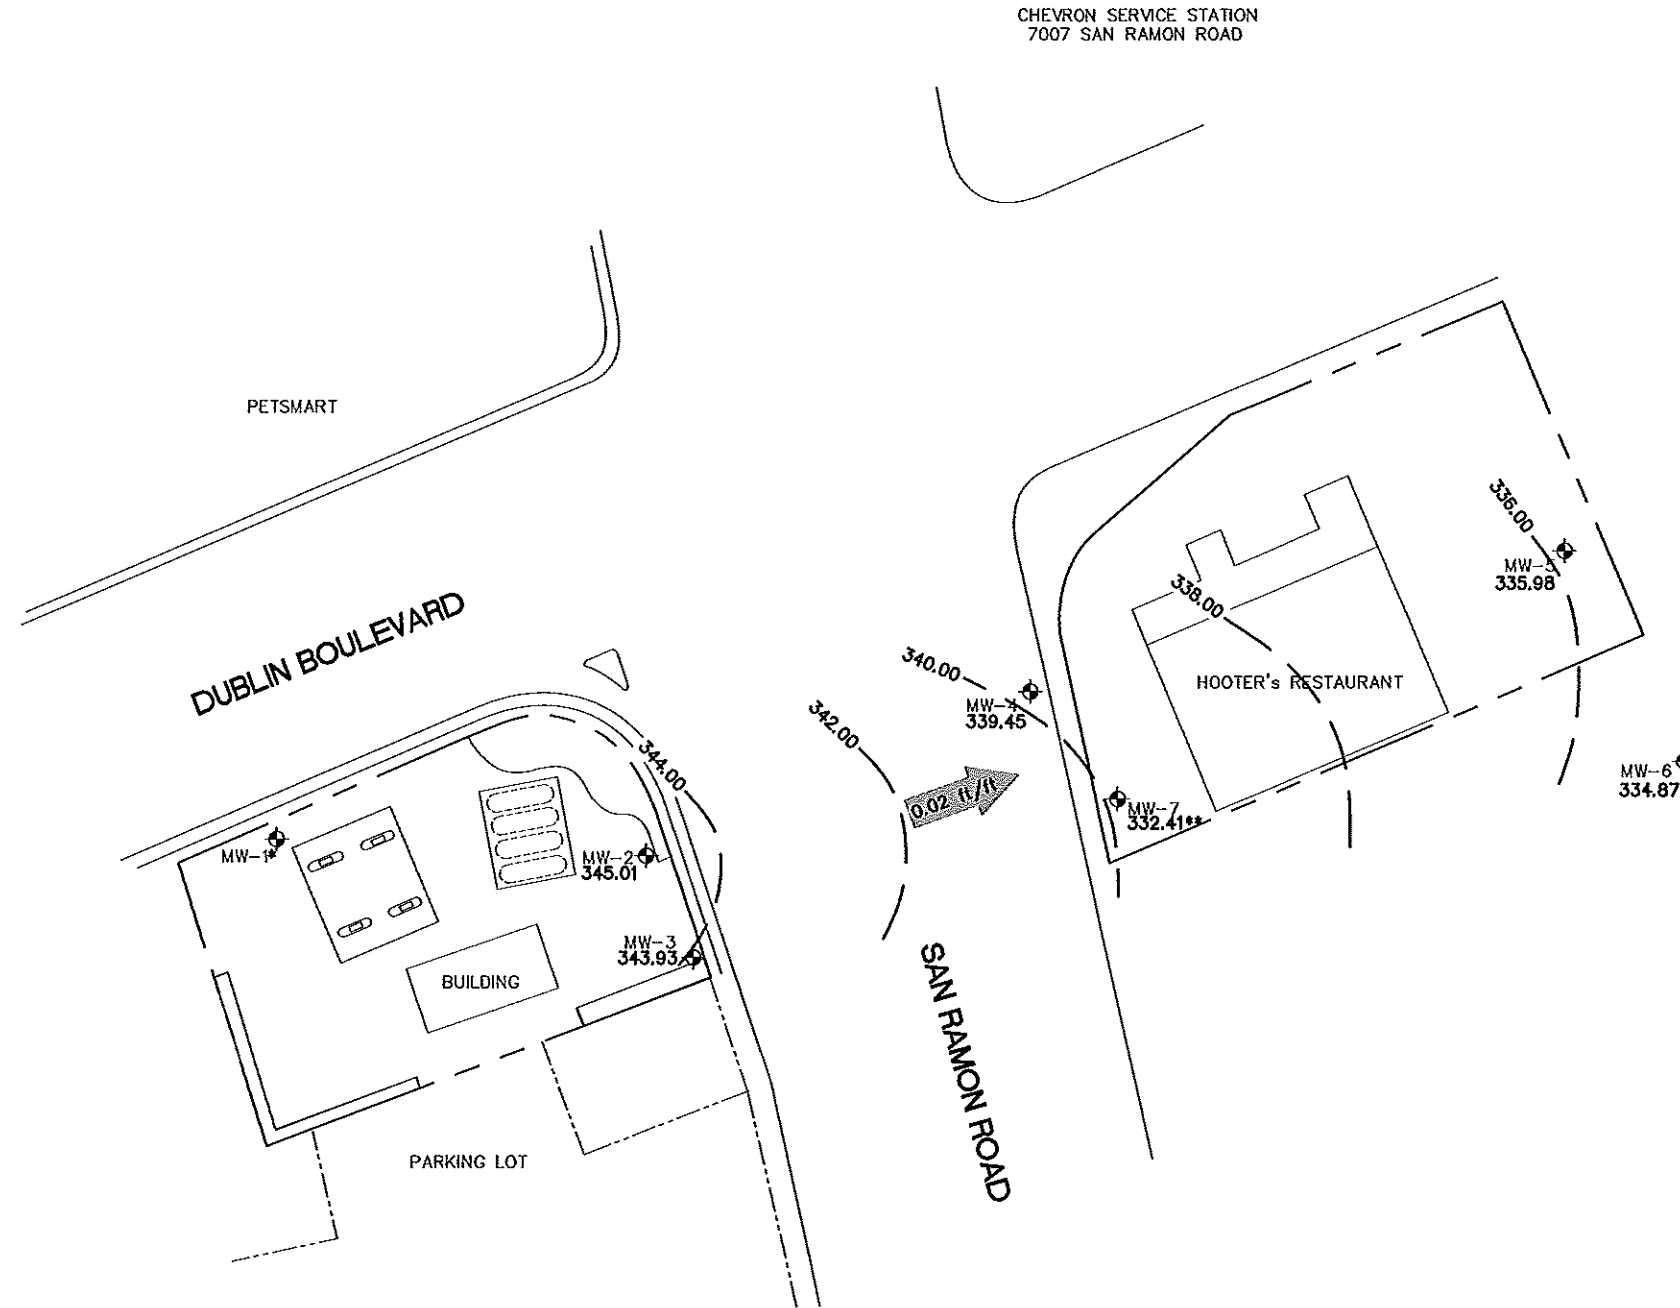 CHEVRON SERVICE STATION
7007 SAN RAMON ROAD
PETSMART
DUBLIN BOULEVARD
336.00
MW-5
335.98
338.00
340.00
HOOTER's RESTAURANT
MW-4
339.45
342.00
344.00
0.02 ft/ft
MW-6
334.87
MW-7
332.41**
MW-1*
MW-2
345.01
MW-3
343.93
BUILDING
SAN RAMON ROAD
PARKING LOT